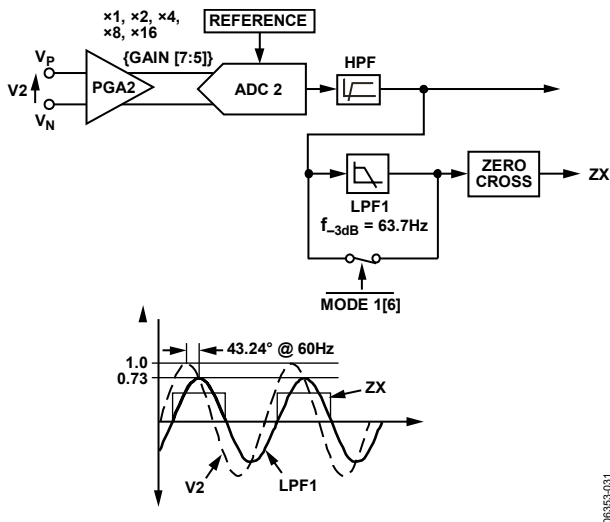 ×1, ×2, ×4,
×8, ×16
{GAIN [7:5]}
REFERENCE
HPF
VP
V2
VN
PGA2
ADC 2
LPF1
f–3dB = 63.7Hz
ZERO
CROSS
ZX
MODE 1[6]
43.24° @ 60Hz
1.0
0.73
ZX
V2
LPF1
06353-031